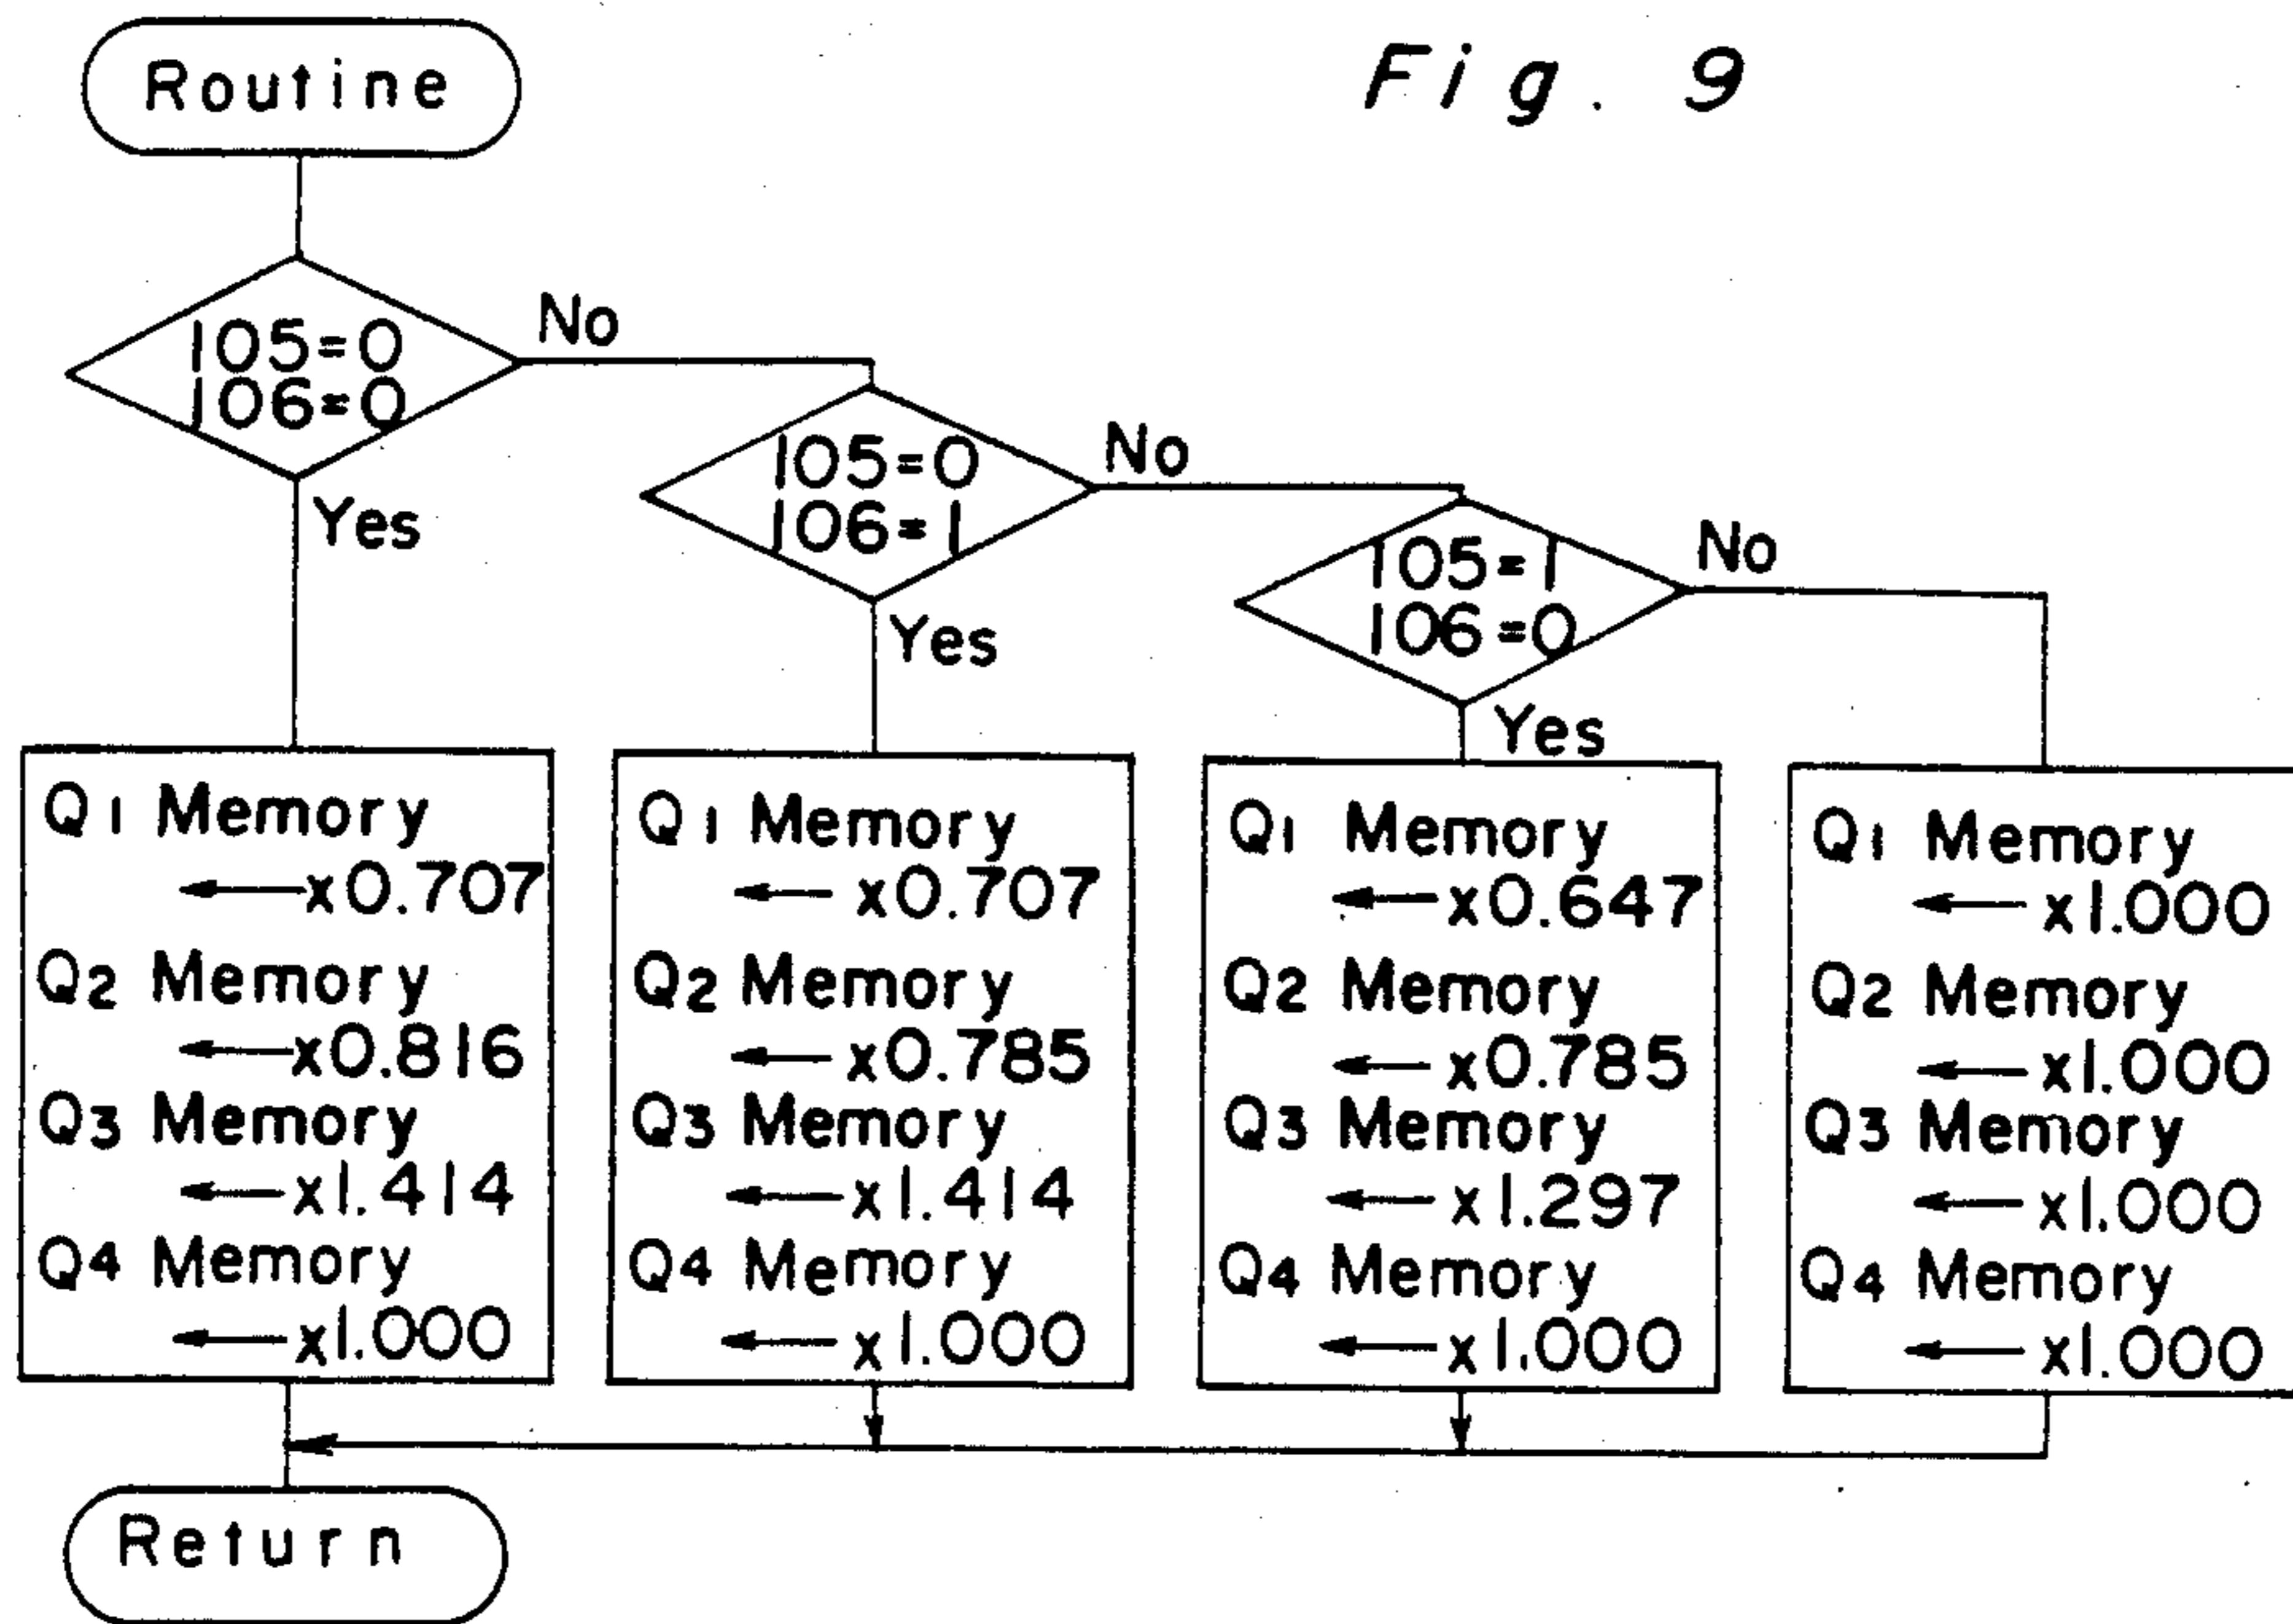 Fig. 9
Routine
105=0
106=0
No
Yes
105=0
106=1
No
Yes
105=1
106=0
No
Yes
Q1 Memory
←x0.707
Q2 Memory
←x0.816
Q3 Memory
←x1.414
Q4 Memory
←x1.000
Q1 Memory
← x0.707
Q2 Memory
← x0.785
Q3 Memory
←x1.414
Q4 Memory
← x1.000
Q1 Memory
←x0.647
Q2 Memory
← x0.785
Q3 Memory
← x1.297
Q4 Memory
← x1.000
Q1 Memory
← x1.000
Q2 Memory
← x1.000
Q3 Memory
← x1.000
Q4 Memory
← x1.000
Return